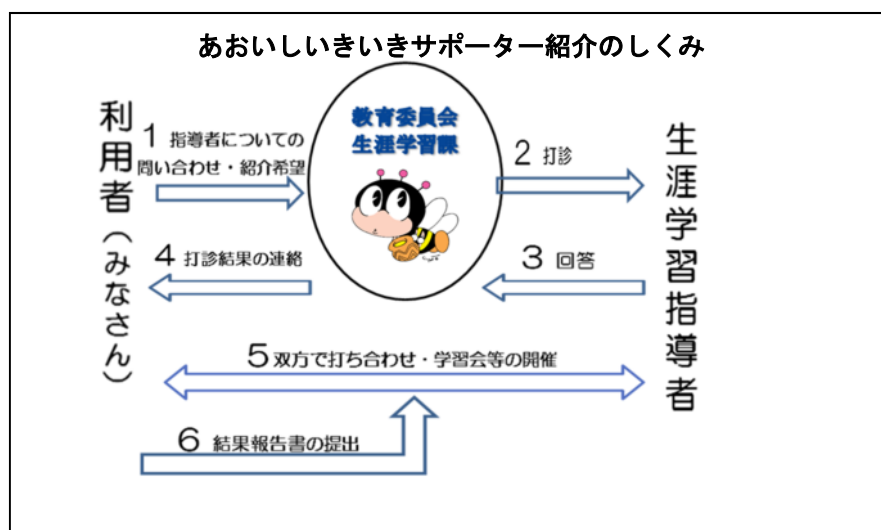 あおいしいきいきサポーター紹介のしくみ
利用者(みなさん)
教育委員会
生涯学習課
生涯学習指導者
1 指導者についての
問い合わせ・紹介希望
2 打診
3 回答
4 打診結果の連絡
5 双方で打ち合わせ・学習会等の開催
6 結果報告書の提出